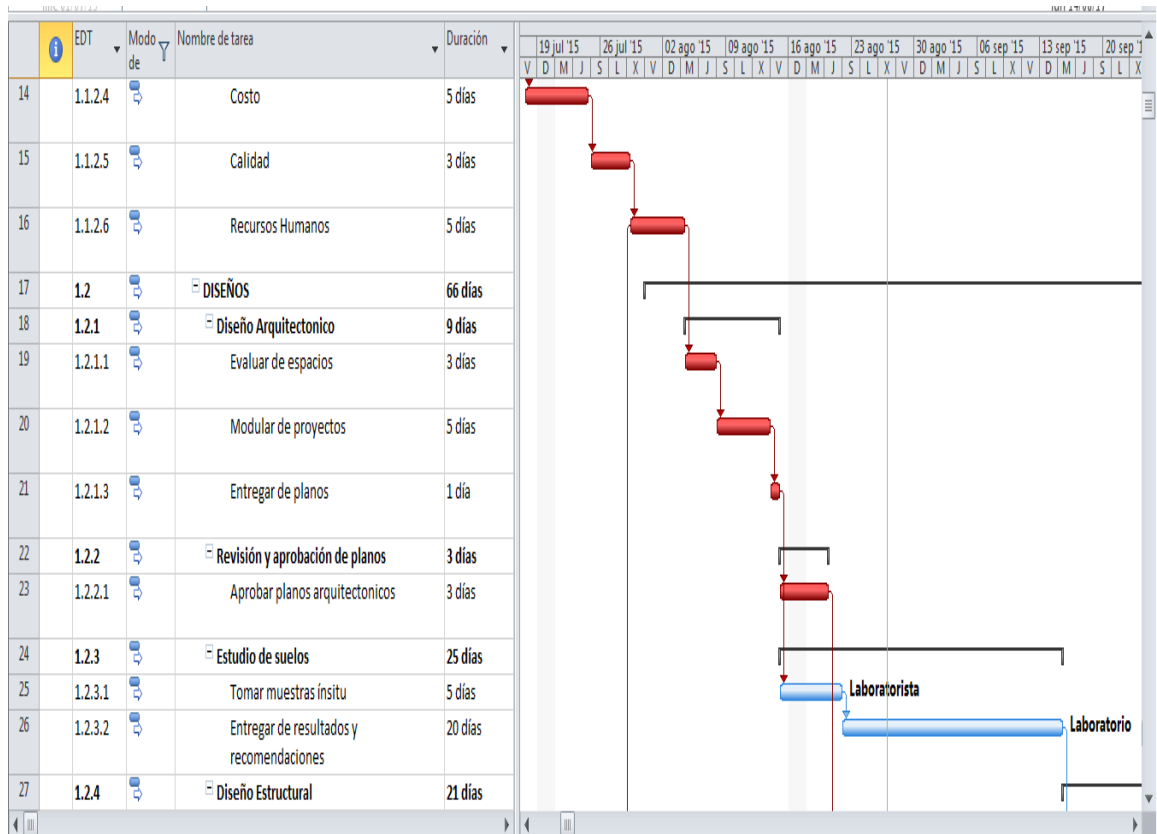 EDT Modo de Nombre de tarea Duración
19 jul '15 26 jul '15 02 ago '15 09 ago '15 16 ago '15 23 ago '15 30 ago '15 06 sep '15 13 sep '15 20 sep '1
V D M J S L X V D M J S L X V D M J S L X V D M J S L X V D M J S L X
14 1.1.2.4 Costo 5 días
15 1.1.2.5 Calidad 3 días
16 1.1.2.6 Recursos Humanos 5 días
17 1.2 DISEÑOS 66 días
18 1.2.1 Diseño Arquitectonico 9 días
19 1.2.1.1 Evaluar de espacios 3 días
20 1.2.1.2 Modular de proyectos 5 días
21 1.2.1.3 Entregar de planos 1 día
22 1.2.2 Revisión y aprobación de planos 3 días
23 1.2.2.1 Aprobar planos arquitectonicos 3 días
24 1.2.3 Estudio de suelos 25 días
25 1.2.3.1 Tomar muestras ínsitu 5 días Laboratorista
26 1.2.3.2 Entregar de resultados y 20 días Laboratorio
recomendaciones
27 1.2.4 Diseño Estructural 21 días